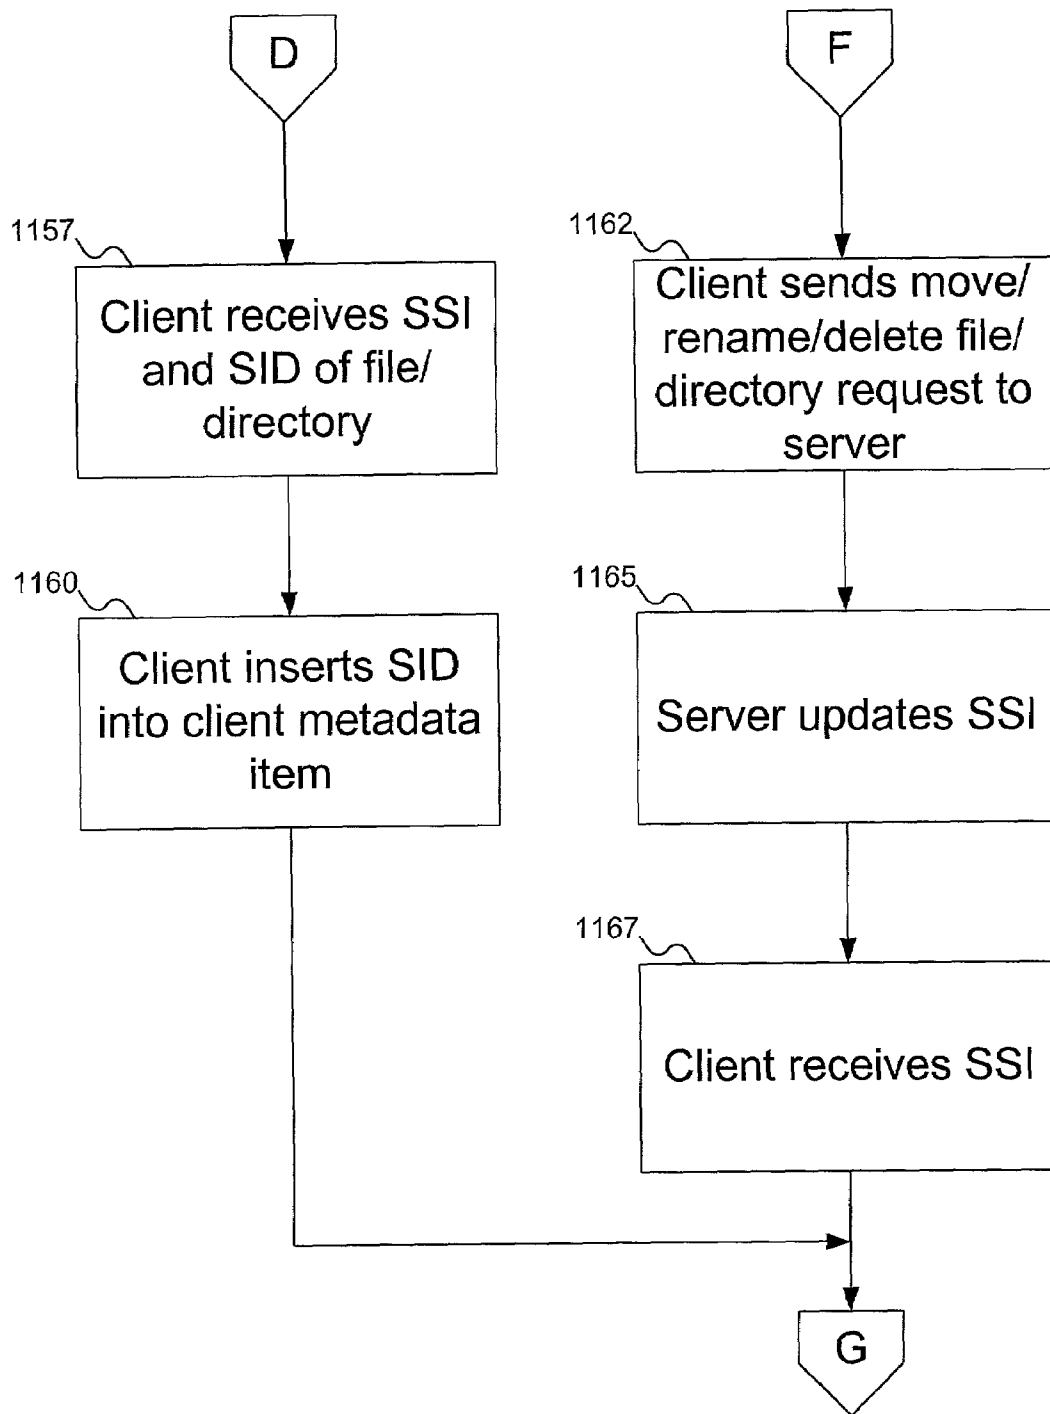 D
1157
Client receives SSI
and SID of file/
directory
1160
Client inserts SID
into client metadata
item
F
1162
Client sends move/
rename/delete file/
directory request to
server
1165
Server updates SSI
1167
Client receives SSI
G